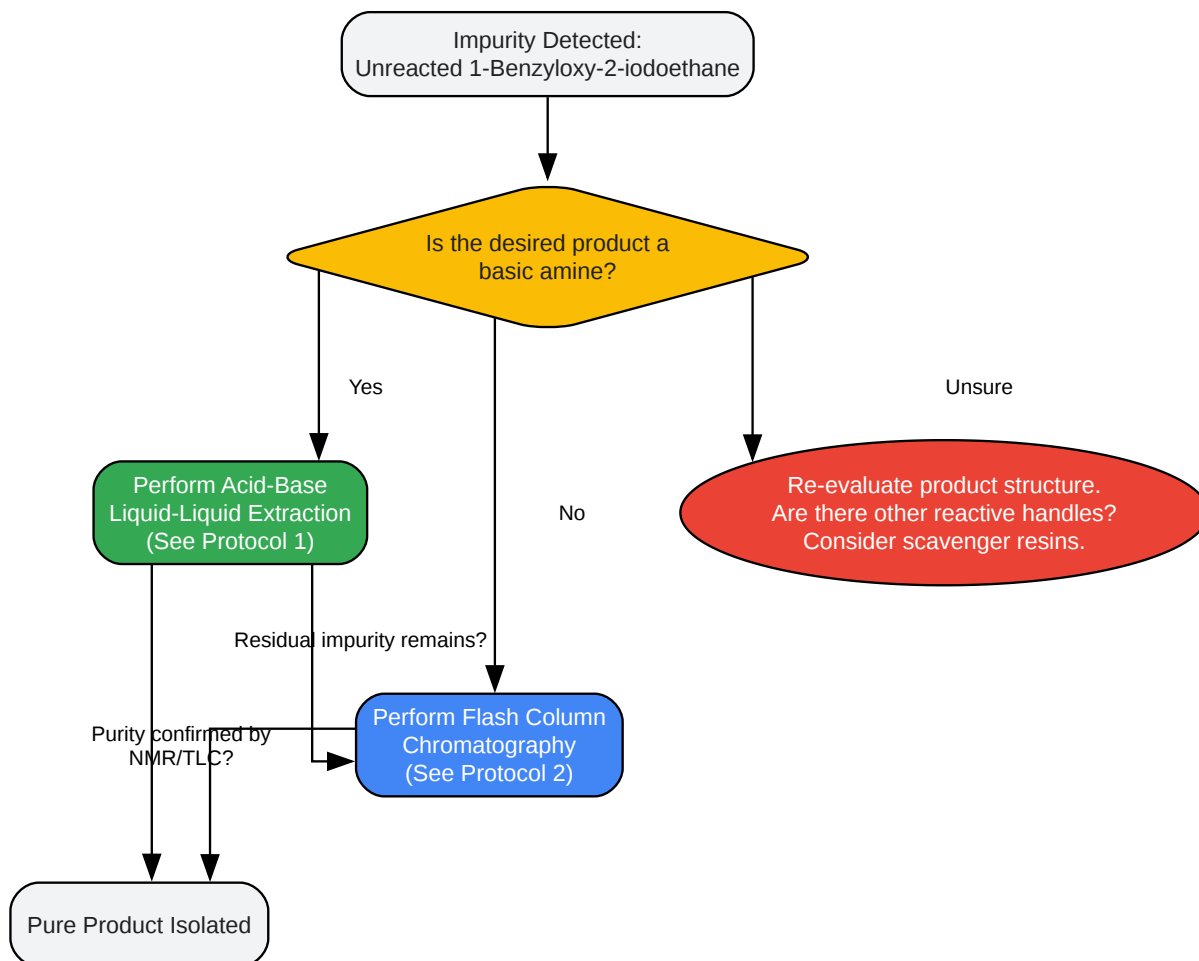 Impurity Detected:
Unreacted 1-Benzyloxy-2-iodoethane
Is the desired product a
basic amine?
Yes
Unsure
Perform Acid-Base
Liquid-Liquid Extraction
(See Protocol 1)
No
Re-evaluate product structure.
Are there other reactive handles?
Consider scavenger resins.
Residual impurity remains?
Purity confirmed by
NMR/TLC?
Perform Flash Column
Chromatography
(See Protocol 2)
Pure Product Isolated